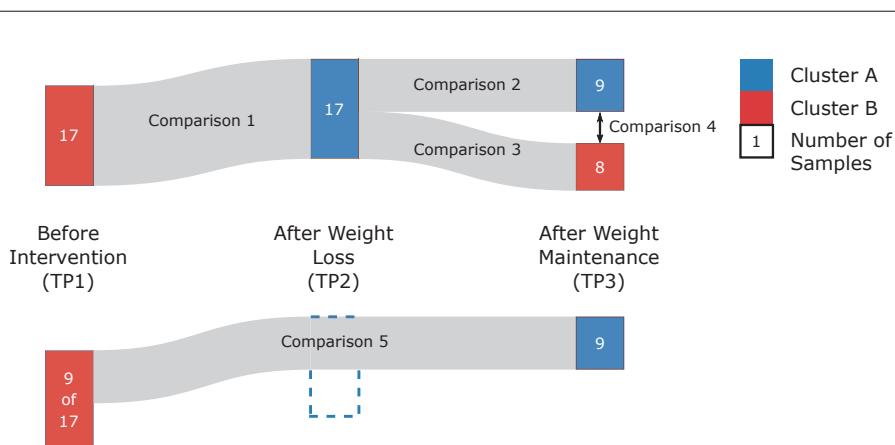 17
Comparison 1
17
Comparison 2
Comparison 3
9
Comparison 4
8
Cluster A
Cluster B
1
Number of
Samples
Before
Intervention
(TP1)
After Weight
Loss
(TP2)
After Weight
Maintenance
(TP3)
9
of
17
Comparison 5
9